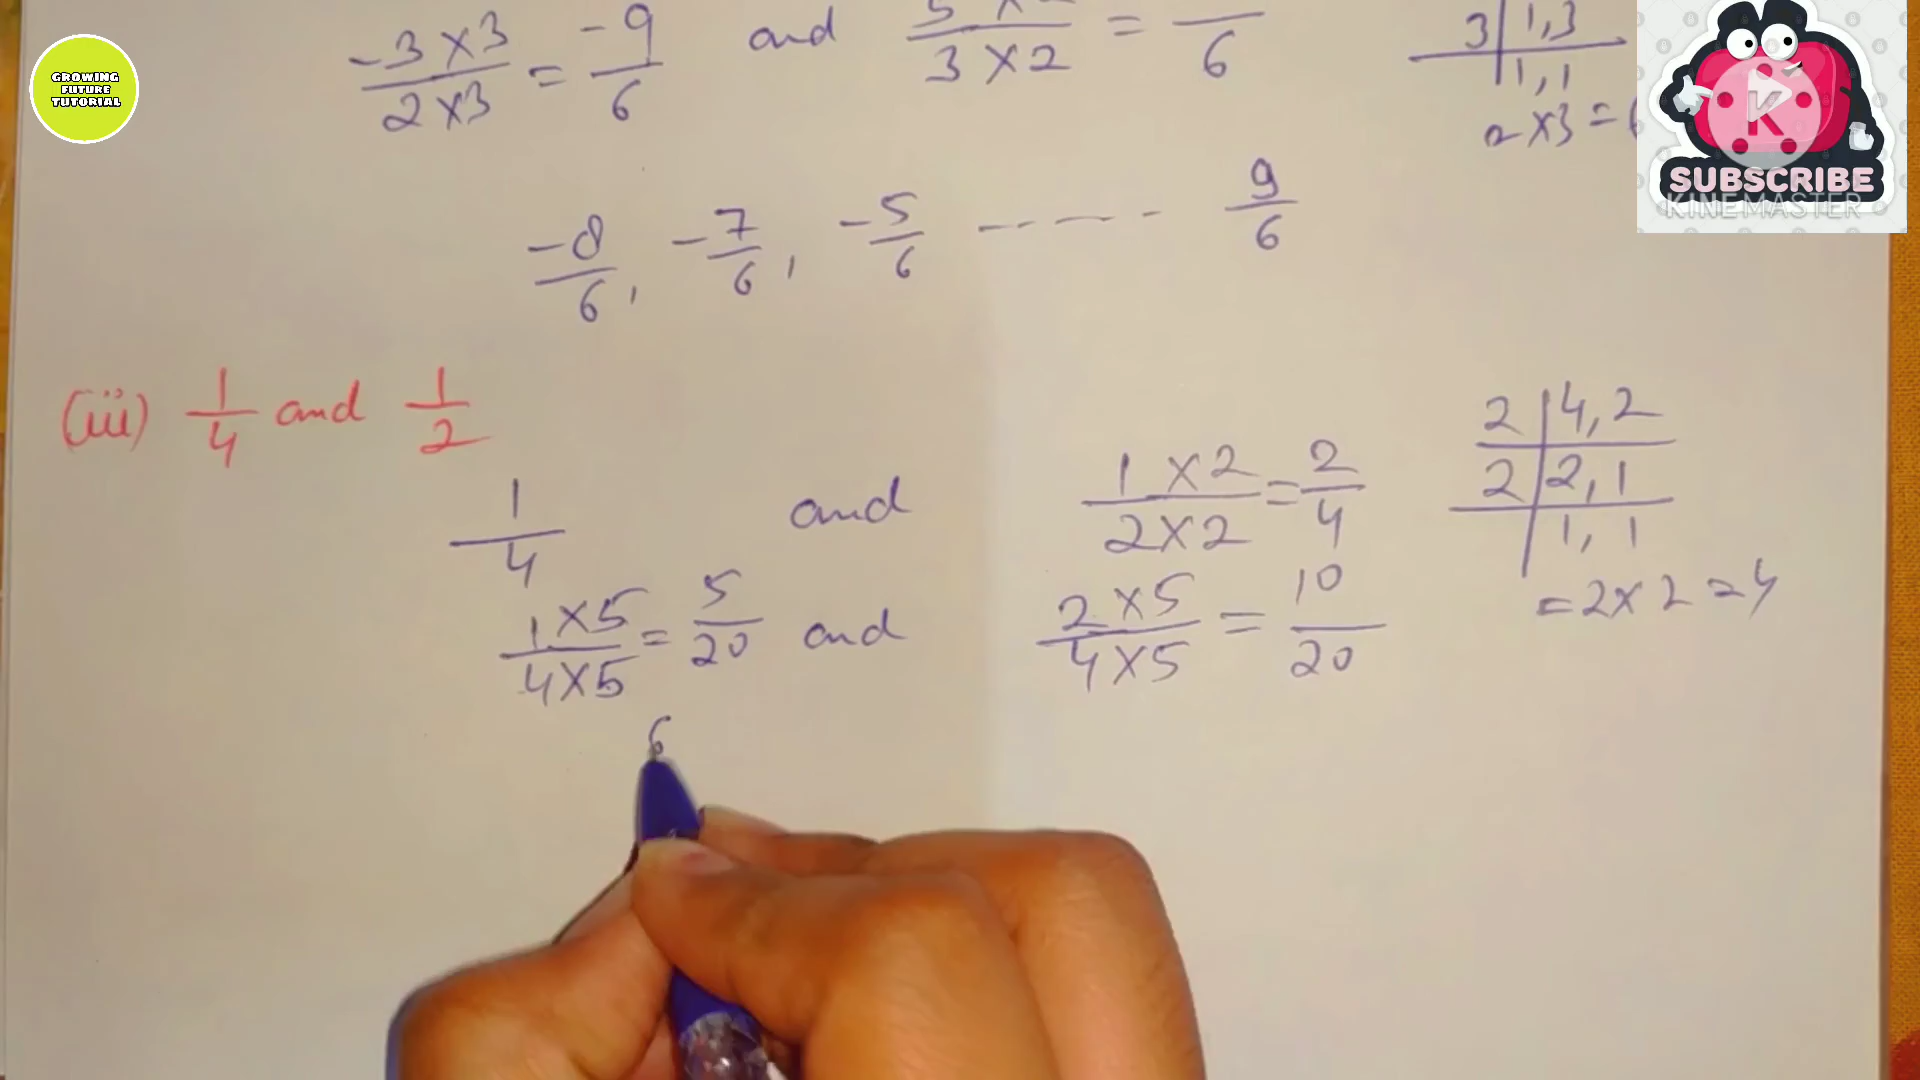 GROWING
FUTURE
TUTORIAL
-3×3/2×3 = -9/6 and 3×2 = /6
3 | 1,3
1,1
2×3=6
SUBSCRIBE
KINEMASTER
-8/6, -7/6, -5/6 ------ 9/6
(iii) 1/4 and 1/2
1/4 and 1×2/2×2 = 2/4
1×5/4×5 = 5/20 and 2×5/4×5 = 10/20
2 | 4,2
2 | 2,1
1,1
=2×2=4
6